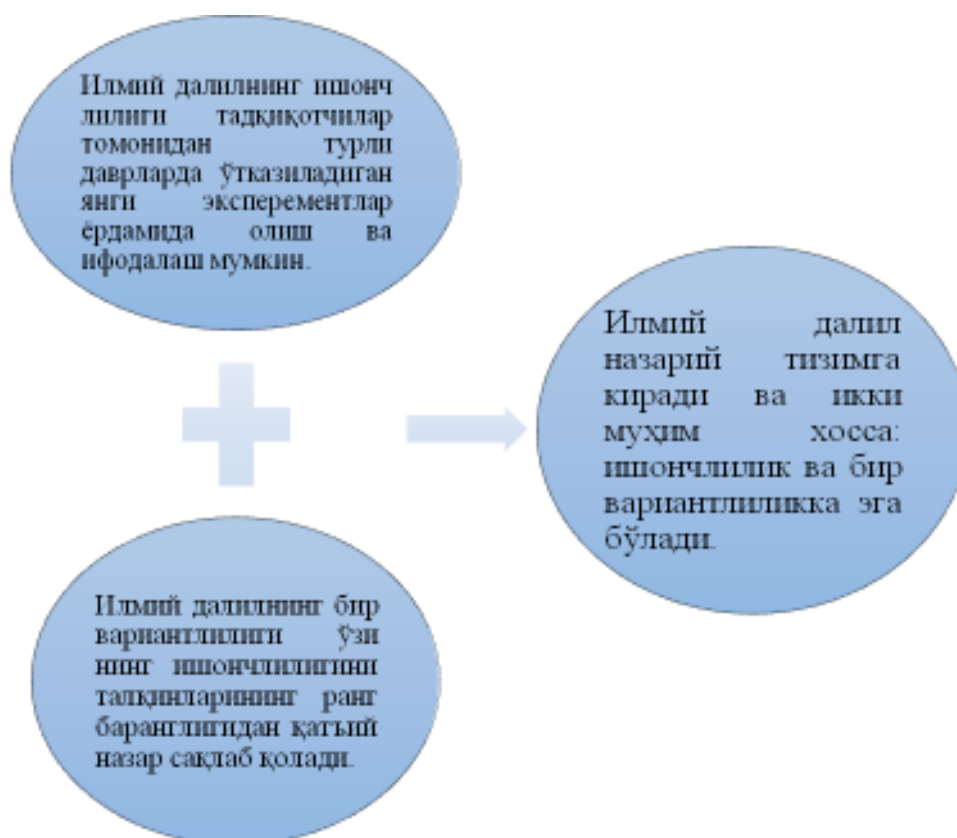 Илмий далилнинг ишонч
лилиги тадқиқотчилар
томонидан турли
даврларда ўтказиладиган
янги эксперементлар
ёрдамида олиш ва
ифодалаш мумкин.
Илмий далилнинг бир
вариантлилиги ўзи
нинг ишончлилигини
талқинларининг ранг
баранглигидан қатъий
назар сақлаб қолади.
Илмий далил
назарий тизимга
киради ва икки
муҳим хосса:
ишончлилик ва бир
вариантлиликка эга
бўлади.